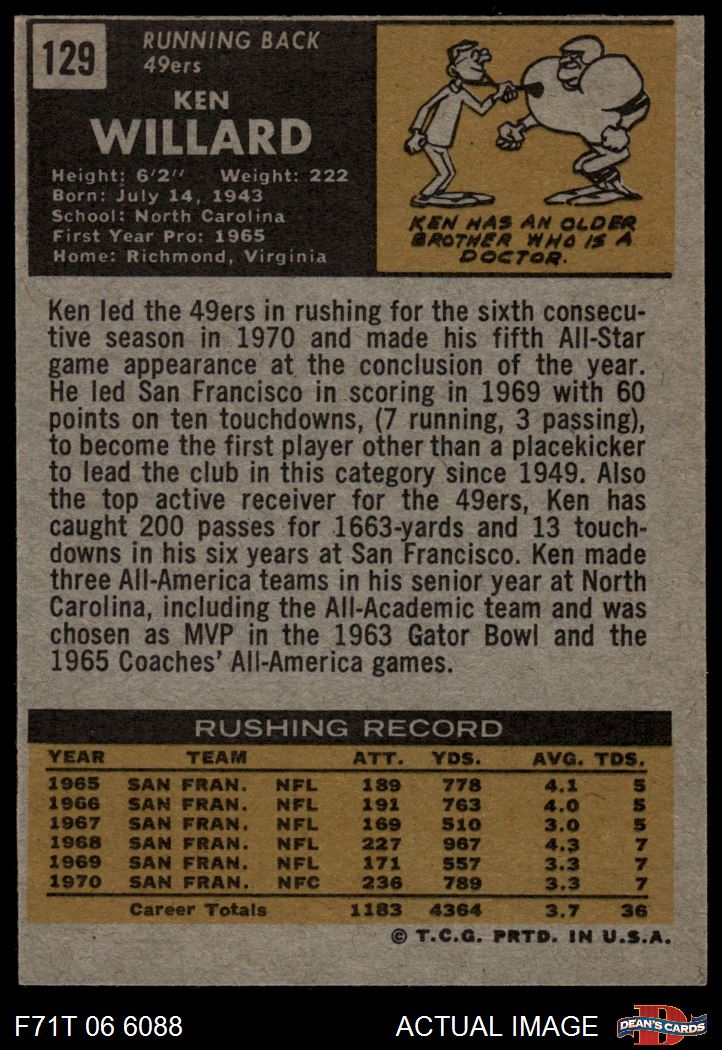 129
RUNNING BACK
49ers
KEN
WILLARD
Height: 6'2" Weight: 222
Born: July 14, 1943
School: North Carolina
First Year Pro: 1965
Home: Richmond, Virginia
KEN HAS AN OLDER
BROTHER WHO IS A
DOCTOR.
Ken led the 49ers in rushing for the sixth consecu-
tive season in 1970 and made his fifth All-Star
game appearance at the conclusion of the year.
He led San Francisco in scoring in 1969 with 60
points on ten touchdowns, (7 running, 3 passing),
to become the first player other than a placekicker
to lead the club in this category since 1949. Also
the top active receiver for the 49ers, Ken has
caught 200 passes for 1663-yards and 13 touch-
downs in his six years at San Francisco. Ken made
three All-America teams in his senior year at North
Carolina, including the All-Academic team and was
chosen as MVP in the 1963 Gator Bowl and the
1965 Coaches' All-America games.
RUSHING RECORD
YEAR TEAM ATT. YDS. AVG. TDS.
1965 SAN FRAN. NFL 189 778 4.1 5
1966 SAN FRAN. NFL 191 763 4.0 5
1967 SAN FRAN. NFL 169 510 3.0 5
1968 SAN FRAN. NFL 227 967 4.3 7
1969 SAN FRAN. NFL 171 557 3.3 7
1970 SAN FRAN. NFC 236 789 3.3 7
Career Totals 1183 4364 3.7 36
© T.C.G. PRTD. IN U.S.A.
F71T 06 6088 ACTUAL IMAGE D DEAN'S CARDS